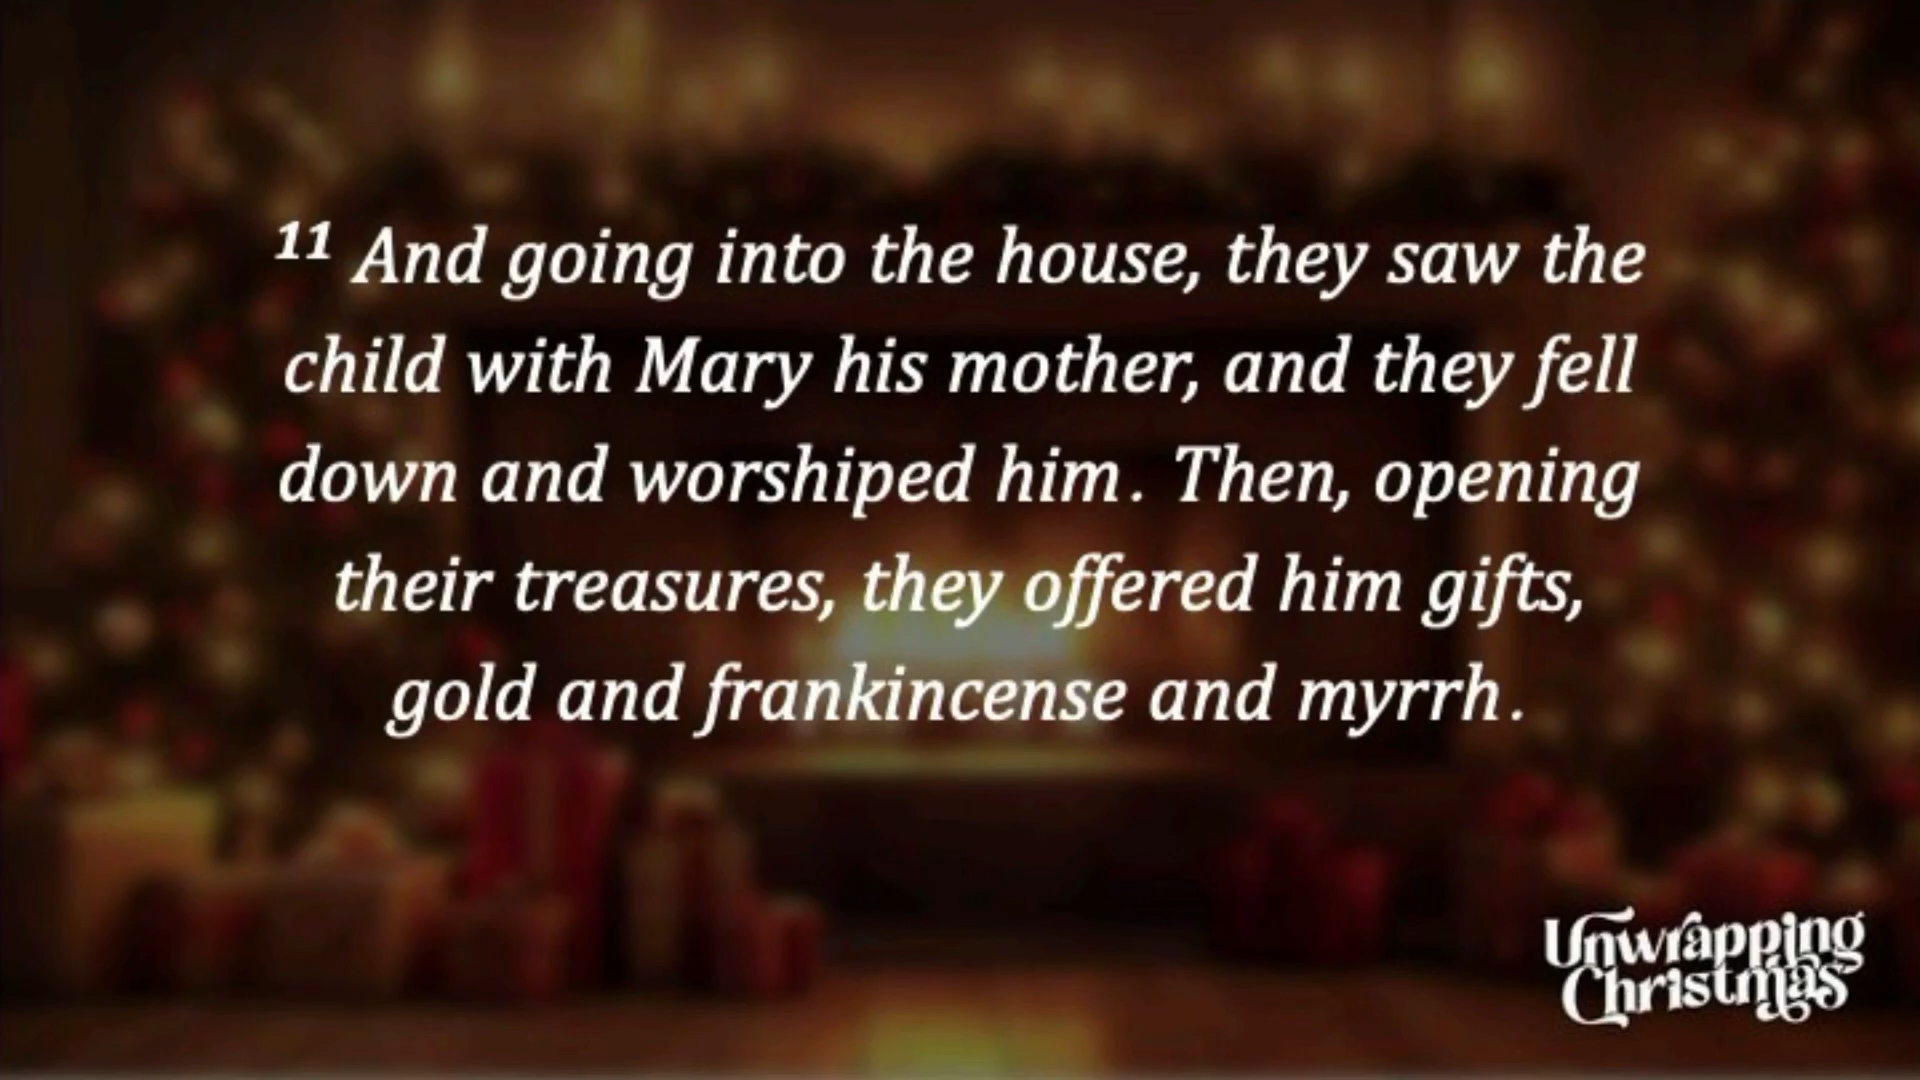 11 And going into the house, they saw the
child with Mary his mother, and they fell
down and worshiped him. Then, opening
their treasures, they offered him gifts,
gold and frankincense and myrrh.
Unwrapping
Christmas